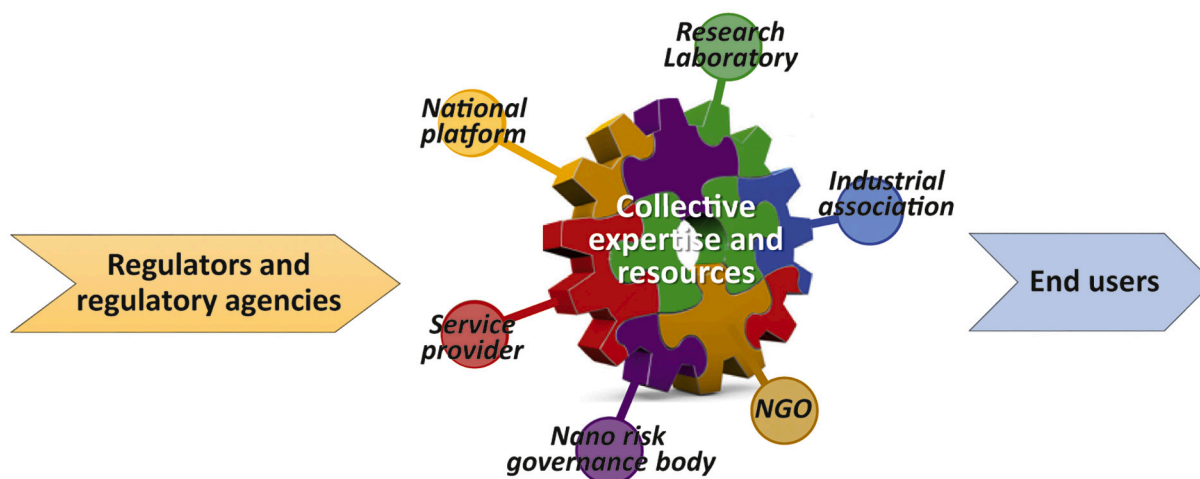 Research
Laboratory
National
platform
Industrial
association
Collective
expertise and
resources
Regulators and
regulatory agencies
End users
Service
provider
NGO
Nano risk
governance body